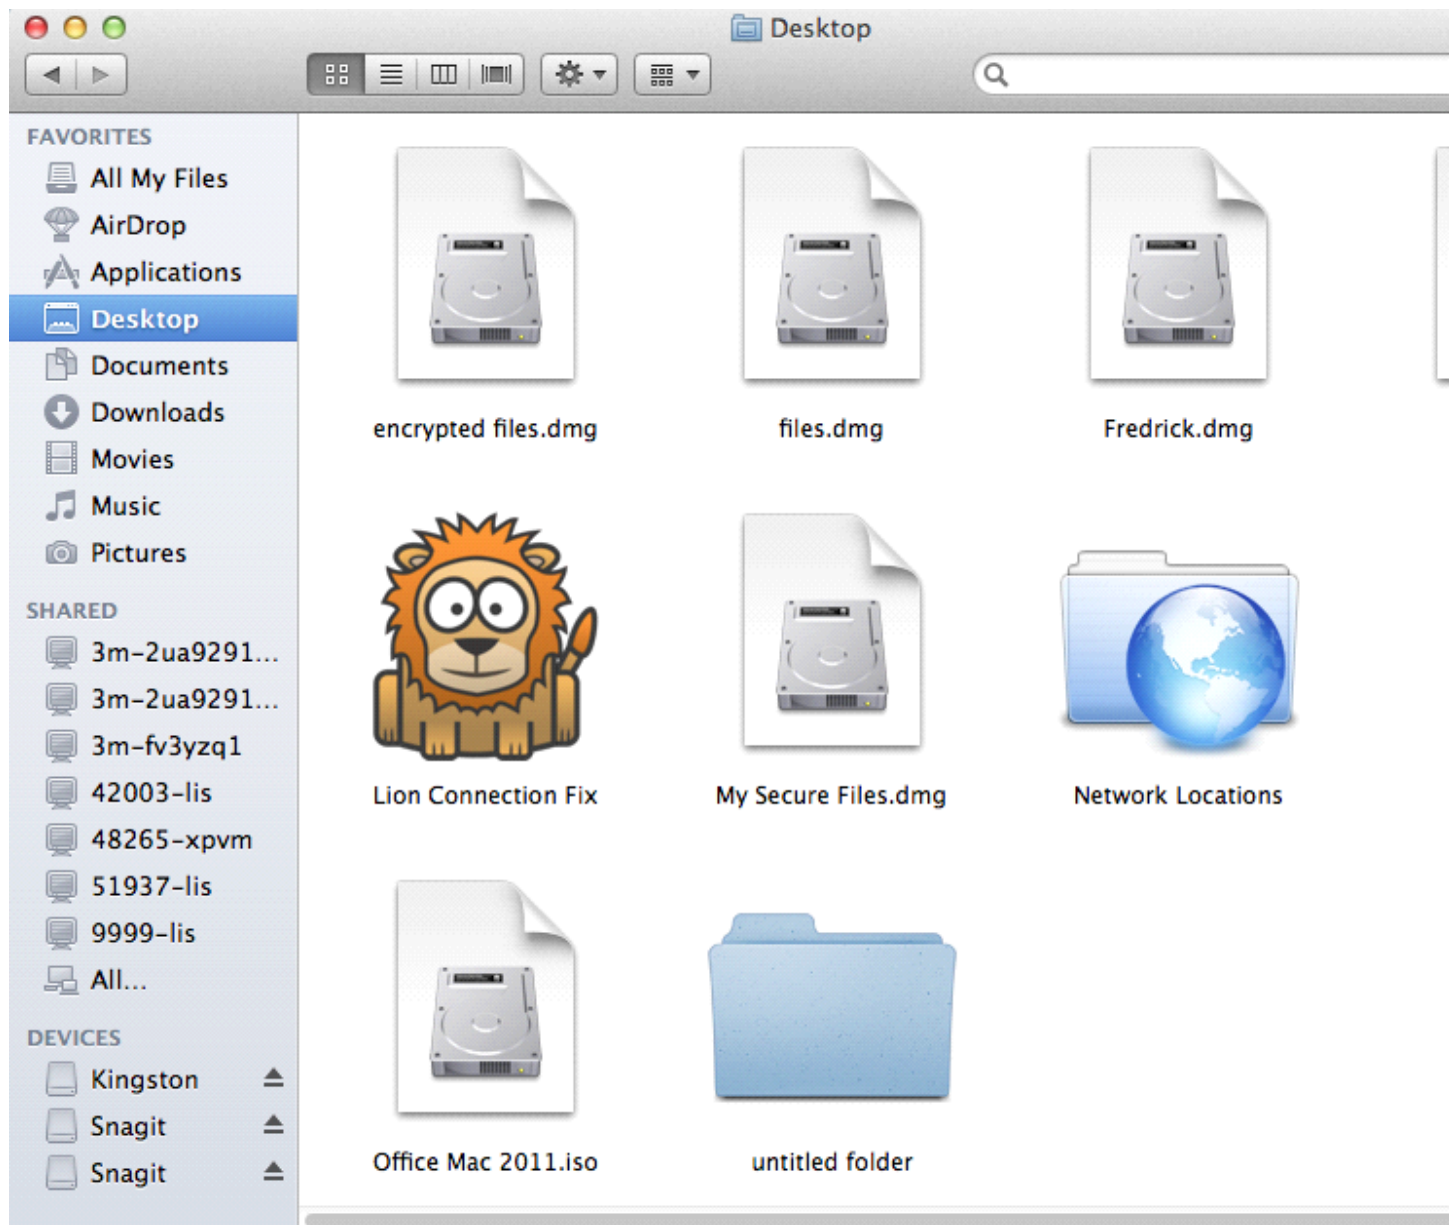 Desktop
FAVORITES
All My Files
AirDrop
Applications
Desktop
Documents
Downloads
Movies
Music
Pictures
SHARED
3m-2ua9291...
3m-2ua9291...
3m-fv3yzq1
42003-lis
48265-xpvm
51937-lis
9999-lis
All...
DEVICES
Kingston
Snagit
Snagit
encrypted files.dmg
files.dmg
Fredrick.dmg
Lion Connection Fix
My Secure Files.dmg
Network Locations
Office Mac 2011.iso
untitled folder